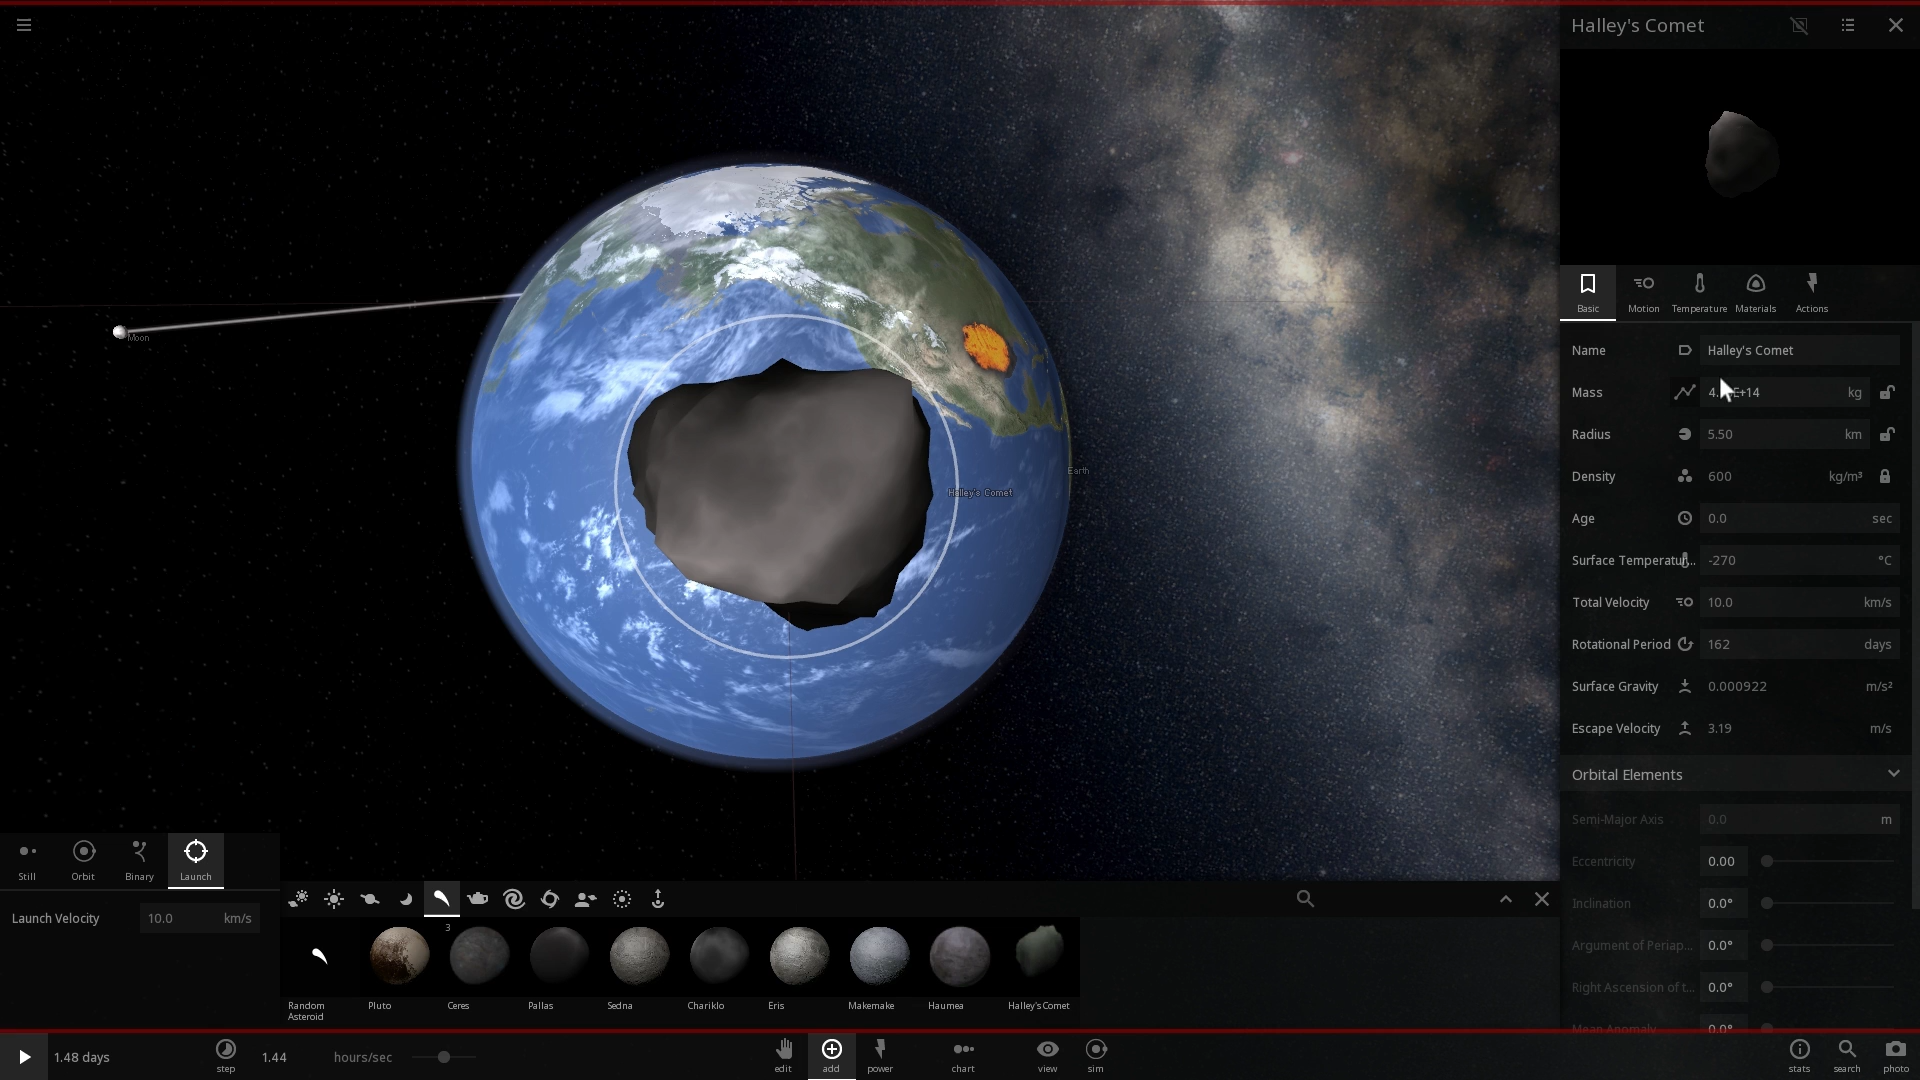 Halley's Comet
Moon
Earth
Halley's Comet
Basic
Motion
Temperature
Materials
Actions
Name
Halley's Comet
Mass
kg
Radius
5.50
km
Density
600
kg/m³
Age
0.0
sec
Surface Temperatur...
-270
°C
Total Velocity
10.0
km/s
Rotational Period
162
days
Surface Gravity
0.000922
m/s²
Escape Velocity
3.19
m/s
Orbital Elements
Semi-Major Axis
0.0
m
Eccentricity
0.00
Inclination
0.0°
Argument of Periap...
0.0°
Right Ascension of t...
0.0°
Mean Anomaly
0.0°
Still
Orbit
Binary
Launch
Launch Velocity
10.0
km/s
3
Random Asteroid
Pluto
Ceres
Pallas
Sedna
Chariklo
Eris
Makemake
Haumea
Halley's Comet
1.48 days
step
1.44
hours/sec
edit
add
power
chart
view
sim
stats
search
photo